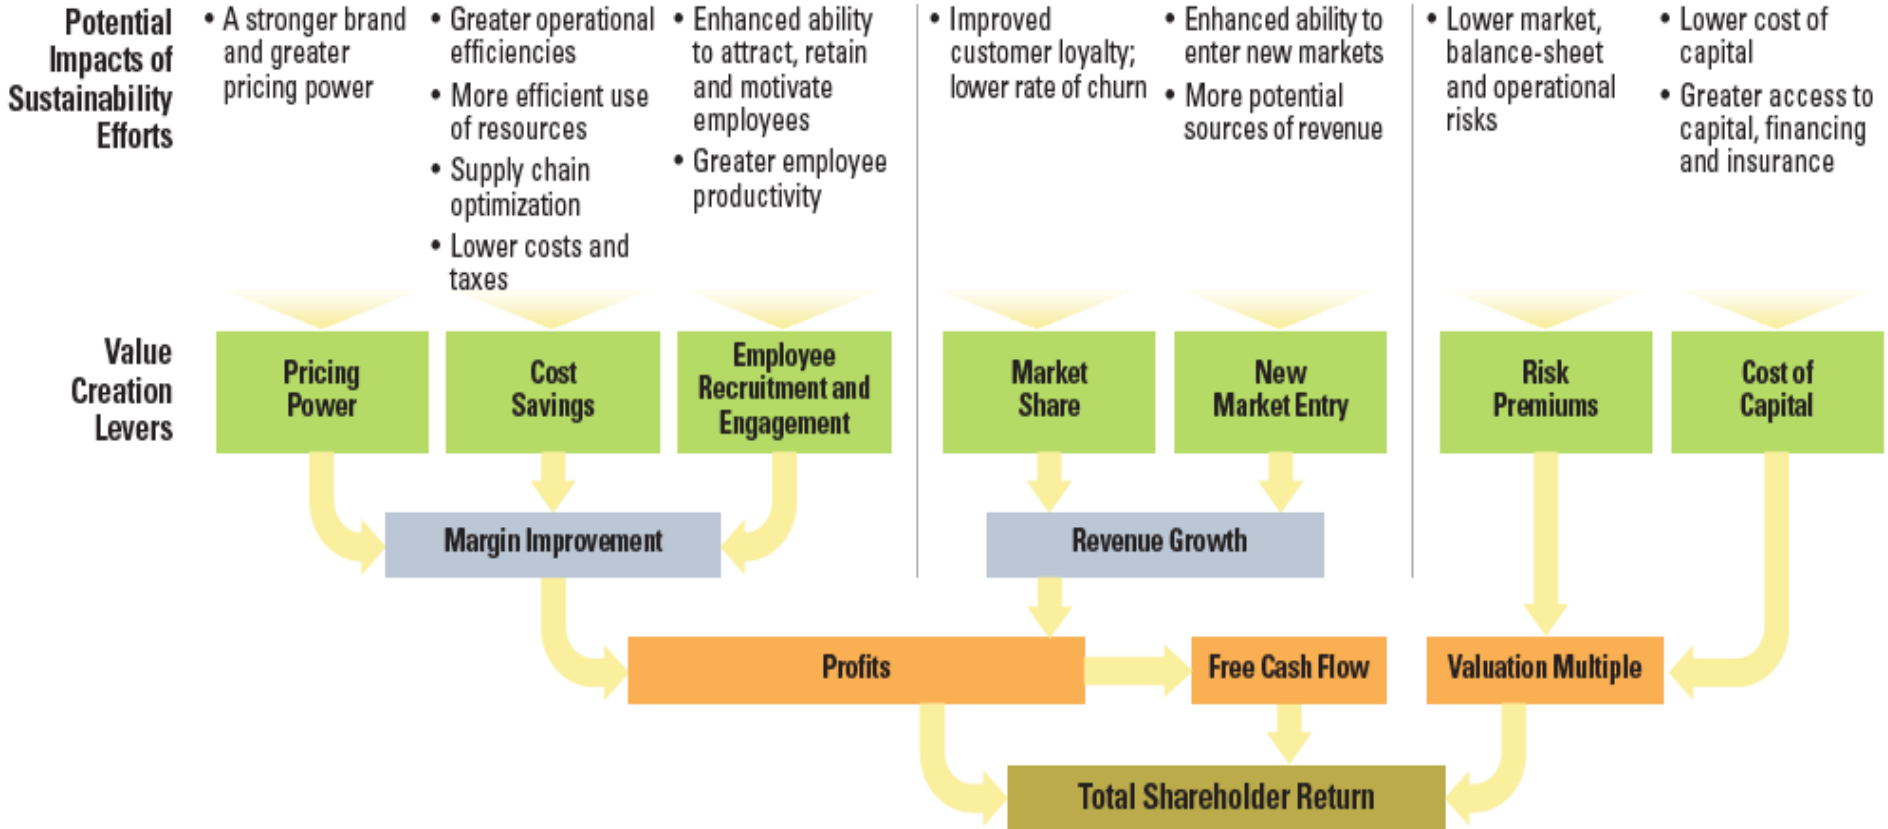 Potential
Impacts of
Sustainability
Efforts
• A stronger brand
and greater
pricing power
• Greater operational
efficiencies
• More efficient use
of resources
• Supply chain
optimization
• Lower costs and
taxes
• Enhanced ability
to attract, retain
and motivate
employees
• Greater employee
productivity
• Improved
customer loyalty;
lower rate of churn
• Enhanced ability to
enter new markets
• More potential
sources of revenue
• Lower market,
balance-sheet
and operational
risks
• Lower cost of
capital
• Greater access to
capital, financing
and insurance
Value
Creation
Levers
Pricing
Power
Cost
Savings
Employee
Recruitment and
Engagement
Market
Share
New
Market Entry
Risk
Premiums
Cost of
Capital
Margin Improvement
Revenue Growth
Profits
Free Cash Flow
Valuation Multiple
Total Shareholder Return